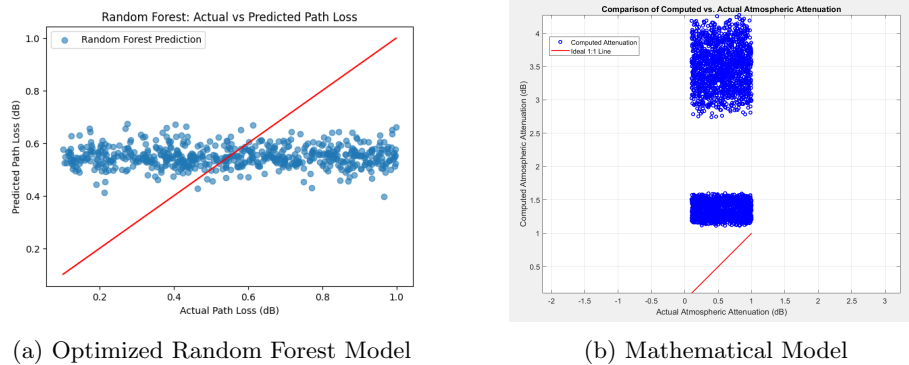 Random Forest: Actual vs Predicted Path Loss
Random Forest Prediction
1.0
0.8
0.6
0.4
0.2
Predicted Path Loss (dB)
0.2
0.4
0.6
0.8
1.0
Actual Path Loss (dB)
(a) Optimized Random Forest Model
Comparison of Computed vs. Actual Atmospheric Attenuation
Computed Attenuation
Ideal 1:1 Line
4
3.5
3
2.5
2
1.5
1
0.5
Computed Atmospheric Attenuation (dB)
-2
-1.5
-1
-0.5
0
0.5
1
1.5
2
2.5
3
Actual Atmospheric Attenuation (dB)
(b) Mathematical Model